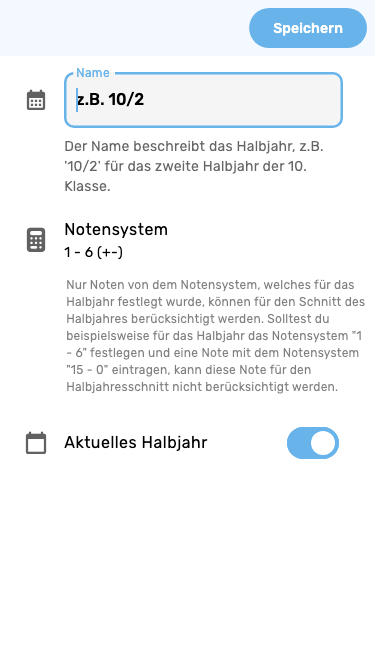 Speichern
Name
z.B. 10/2
Der Name beschreibt das Halbjahr, z.B.
'10/2' für das zweite Halbjahr der 10.
Klasse.
Notensystem
1 - 6 (+-)
Nur Noten von dem Notensystem, welches für das
Halbjahr festlegt wurde, können für den Schnitt des
Halbjahres berücksichtigt werden. Solltest du
beispielsweise für das Halbjahr das Notensystem "1
- 6" festlegen und eine Note mit dem Notensystem
"15 - 0" eintragen, kann diese Note für den
Halbjahresschnitt nicht berücksichtigt werden.
Aktuelles Halbjahr